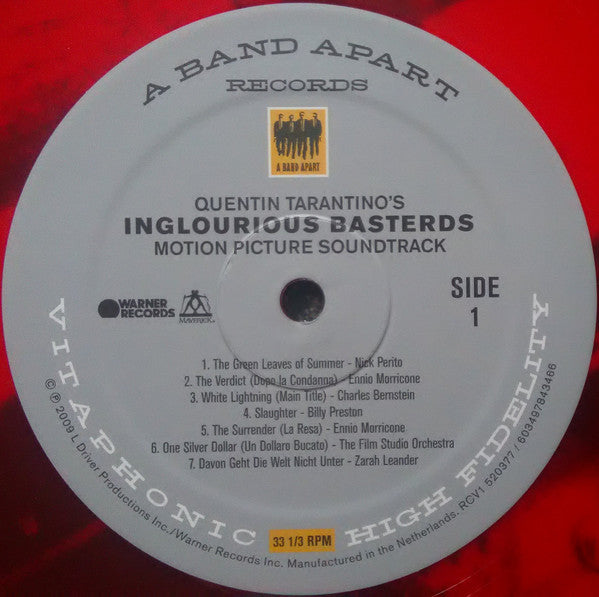 A BAND APART
RECORDS
A BAND APART
QUENTIN TARANTINO'S
INGLOURIOUS BASTERDS
MOTION PICTURE SOUNDTRACK
WARNER RECORDS
MAVERICK
SIDE
1
1. The Green Leaves of Summer - Nick Perito
2. The Verdict (Dopo la Condanna) - Ennio Morricone
3. White Lightning (Main Title) - Charles Bernstein
4. Slaughter - Billy Preston
5. The Surrender (La Resa) - Ennio Morricone
6. One Silver Dollar (Un Dollaro Bucato) - The Film Studio Orchestra
7. Davon Geht Die Welt Nicht Unter - Zarah Leander
VITAPHONIC HIGH FIDELITY
33 1/3 RPM
© ℗ 2009 L Driver Productions Inc./Warner Records Inc. Manufactured in the Netherlands. RCV1 520377 / 603497843466